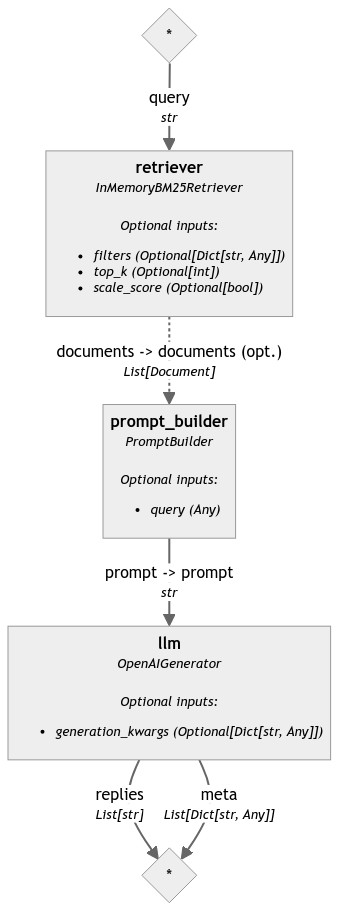 *
query
str
retriever
InMemoryBM25Retriever
Optional inputs:
• filters (Optional[Dict[str, Any]])
• top_k (Optional[int])
• scale_score (Optional[bool])
documents -> documents (opt.)
List[Document]
prompt_builder
PromptBuilder
Optional inputs:
• query (Any)
prompt -> prompt
str
llm
OpenAIGenerator
Optional inputs:
• generation_kwargs (Optional[Dict[str, Any]])
replies
List[str]
meta
List[Dict[str, Any]]
*